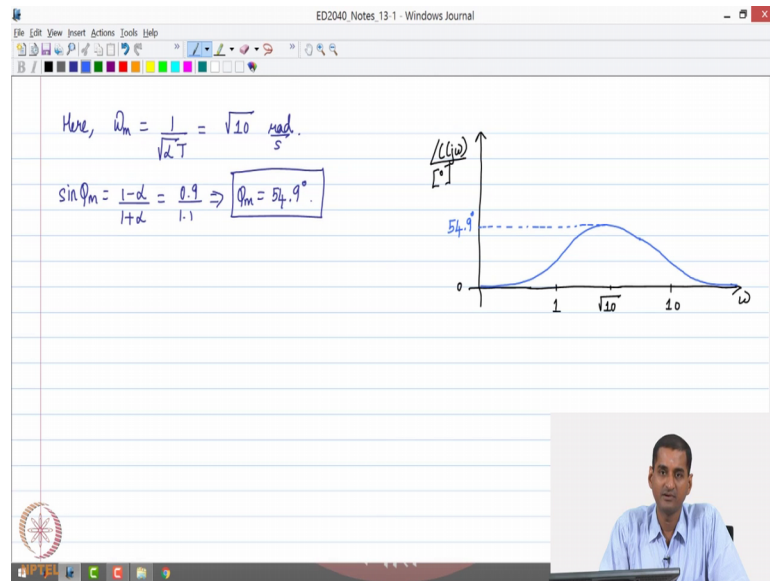 ED2040_Notes_13-1 - Windows Journal
File Edit View Insert Actions Tools Help
B I
Here, ωm = 1/(√α T) = √10 rad/s.
sin φm = (1-α)/(1+α) = 0.9/1.1 ⇒ φm = 54.9°.
∠C(jω) [°]
54.9°
0
1 √10 10 ω
NPTEL